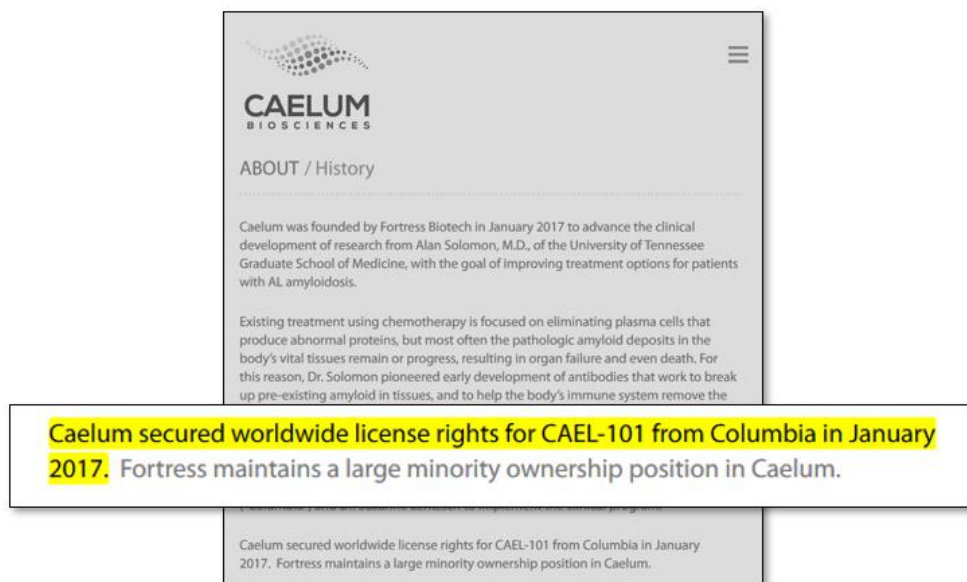 CAELUM
BIOSCIENCES
ABOUT / History
Caelum was founded by Fortress Biotech in January 2017 to advance the clinical
development of research from Alan Solomon, M.D., of the University of Tennessee
Graduate School of Medicine, with the goal of improving treatment options for patients
with AL amyloidosis.
Existing treatment using chemotherapy is focused on eliminating plasma cells that
produce abnormal proteins, but most often the pathologic amyloid deposits in the
body's vital tissues remain or progress, resulting in organ failure and even death. For
this reason, Dr. Solomon pioneered early development of antibodies that work to break
up pre-existing amyloid in tissues, and to help the body's immune system remove the
Caelum secured worldwide license rights for CAEL-101 from Columbia in January
2017. Fortress maintains a large minority ownership position in Caelum.
Caelum secured worldwide license rights for CAEL-101 from Columbia in January
2017. Fortress maintains a large minority ownership position in Caelum.